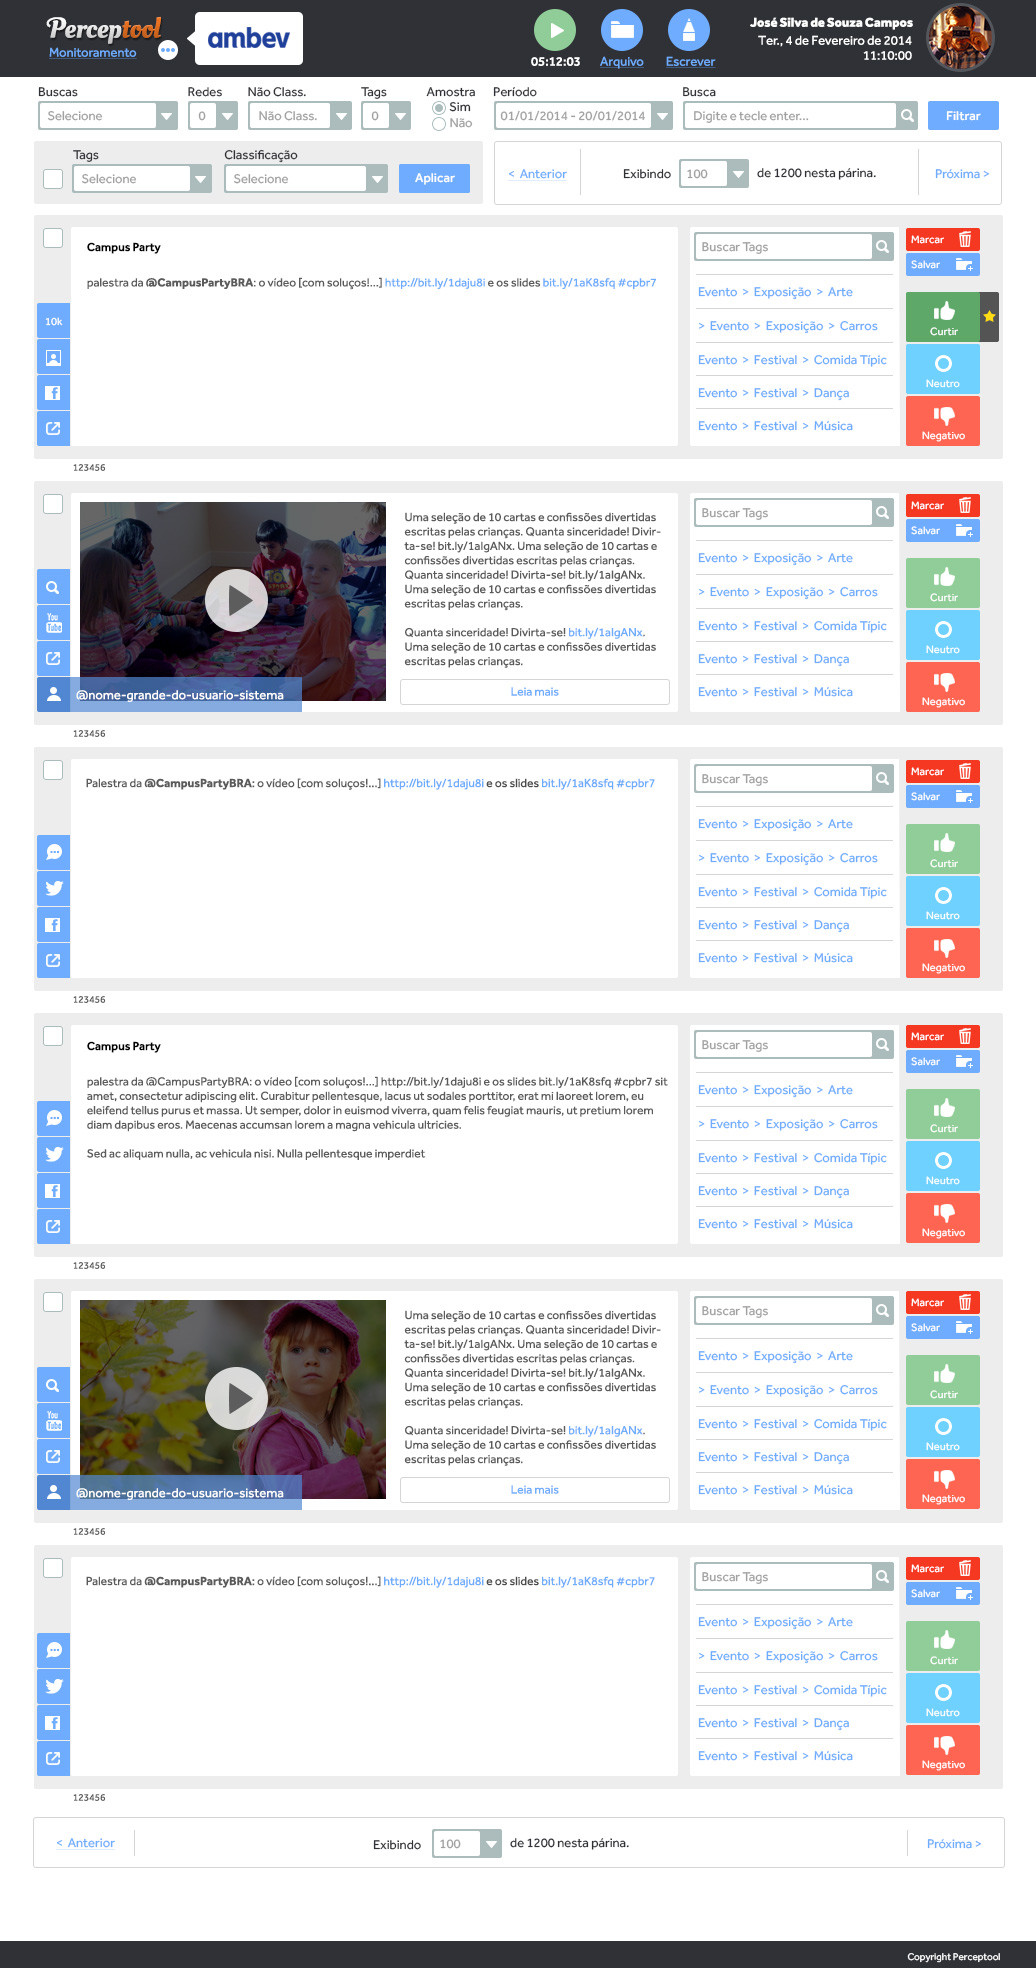 Perceptool
Monitoramento
ambev
05:12:03
Arquivo
Escrever
José Silva de Souza Campos
Ter., 4 de Fevereiro de 2014
11:10:00
Buscas
Redes
Não Class.
Tags
Amostra
Período
Busca
Selecione
0
Não Class.
0
Sim
Não
01/01/2014 - 20/01/2014
Digite e tecle enter...
Filtrar
Tags
Classificação
Selecione
Selecione
Aplicar
< Anterior
Exibindo
100
de 1200 nesta párina.
Próxima >
Campus Party
palestra da @CampusPartyBRA: o vídeo [com soluços!...] http://bit.ly/1daju8i e os slides bit.ly/1aK8sfq #cpbr7
10k
Buscar Tags
Evento > Exposição > Arte
> Evento > Exposição > Carros
Evento > Festival > Comida Típic
Evento > Festival > Dança
Evento > Festival > Música
Marcar
Salvar
Curtir
Neutro
Negativo
123456
Uma seleção de 10 cartas e confissões divertidas
escritas pelas crianças. Quanta sinceridade! Divir-
ta-se! bit.ly/1algANx. Uma seleção de 10 cartas e
confissões divertidas escritas pelas crianças.
Quanta sinceridade! Divirta-se! bit.ly/1algANx.
Uma seleção de 10 cartas e confissões divertidas
escritas pelas crianças.
Quanta sinceridade! Divirta-se! bit.ly/1algANx.
Uma seleção de 10 cartas e confissões divertidas
escritas pelas crianças.
Leia mais
You
Tube
@nome-grande-do-usuario-sistema
Buscar Tags
Evento > Exposição > Arte
> Evento > Exposição > Carros
Evento > Festival > Comida Típic
Evento > Festival > Dança
Evento > Festival > Música
Marcar
Salvar
Curtir
Neutro
Negativo
123456
Palestra da @CampusPartyBRA: o vídeo [com soluços!...] http://bit.ly/1daju8i e os slides bit.ly/1aK8sfq #cpbr7
Buscar Tags
Evento > Exposição > Arte
> Evento > Exposição > Carros
Evento > Festival > Comida Típic
Evento > Festival > Dança
Evento > Festival > Música
Marcar
Salvar
Curtir
Neutro
Negativo
123456
Campus Party
palestra da @CampusPartyBRA: o vídeo [com soluços!...] http://bit.ly/1daju8i e os slides bit.ly/1aK8sfq #cpbr7 sit
amet, consectetur adipiscing elit. Curabitur pellentesque, lacus ut sodales porttitor, erat mi laoreet lorem, eu
eleifend tellus purus et massa. Ut semper, dolor in euismod viverra, quam felis feugiat mauris, ut pretium lorem
diam dapibus eros. Maecenas accumsan lorem a magna vehicula ultricies.
Sed ac aliquam nulla, ac vehicula nisi. Nulla pellentesque imperdiet
Buscar Tags
Evento > Exposição > Arte
> Evento > Exposição > Carros
Evento > Festival > Comida Típic
Evento > Festival > Dança
Evento > Festival > Música
Marcar
Salvar
Curtir
Neutro
Negativo
123456
Uma seleção de 10 cartas e confissões divertidas
escritas pelas crianças. Quanta sinceridade! Divir-
ta-se! bit.ly/1algANx. Uma seleção de 10 cartas e
confissões divertidas escritas pelas crianças.
Quanta sinceridade! Divirta-se! bit.ly/1algANx.
Uma seleção de 10 cartas e confissões divertidas
escritas pelas crianças.
Quanta sinceridade! Divirta-se! bit.ly/1algANx.
Uma seleção de 10 cartas e confissões divertidas
escritas pelas crianças.
Leia mais
You
Tube
@nome-grande-do-usuario-sistema
Buscar Tags
Evento > Exposição > Arte
> Evento > Exposição > Carros
Evento > Festival > Comida Típic
Evento > Festival > Dança
Evento > Festival > Música
Marcar
Salvar
Curtir
Neutro
Negativo
123456
Palestra da @CampusPartyBRA: o vídeo [com soluços!...] http://bit.ly/1daju8i e os slides bit.ly/1aK8sfq #cpbr7
Buscar Tags
Evento > Exposição > Arte
> Evento > Exposição > Carros
Evento > Festival > Comida Típic
Evento > Festival > Dança
Evento > Festival > Música
Marcar
Salvar
Curtir
Neutro
Negativo
123456
< Anterior
Exibindo
100
de 1200 nesta párina.
Próxima >
Copyright Perceptool